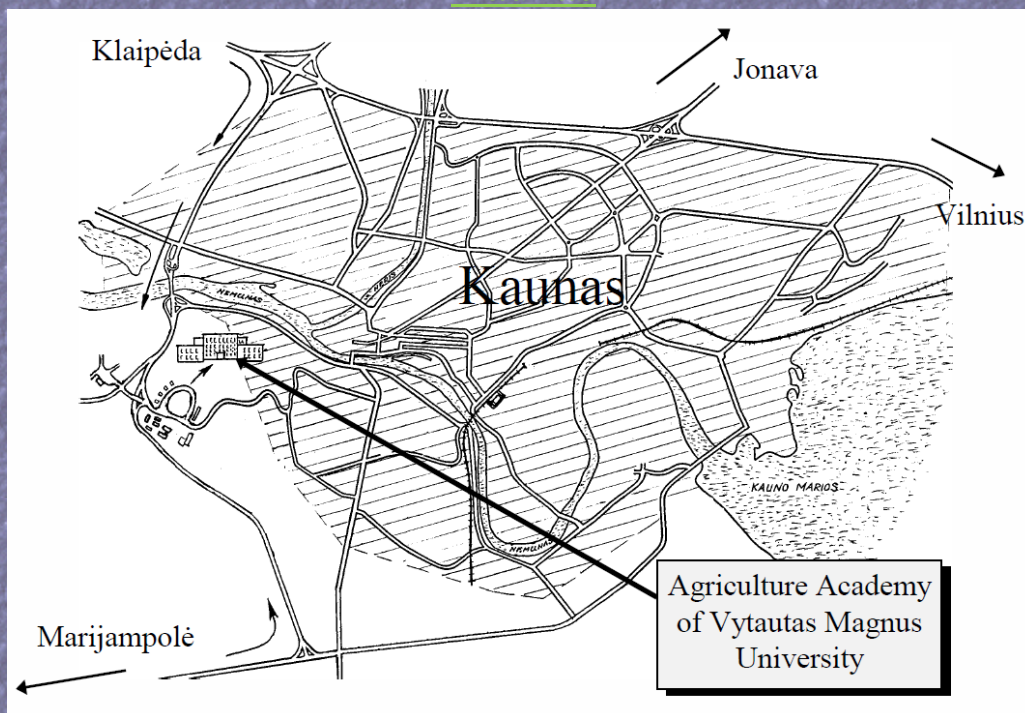 Klaipėda
Jonava
Vilnius
NEMUNAS
NERIS
Kaunas
KAUNO MARIOS
NEMUNAS
Agriculture Academy
of Vytautas Magnus
University
Marijampolė